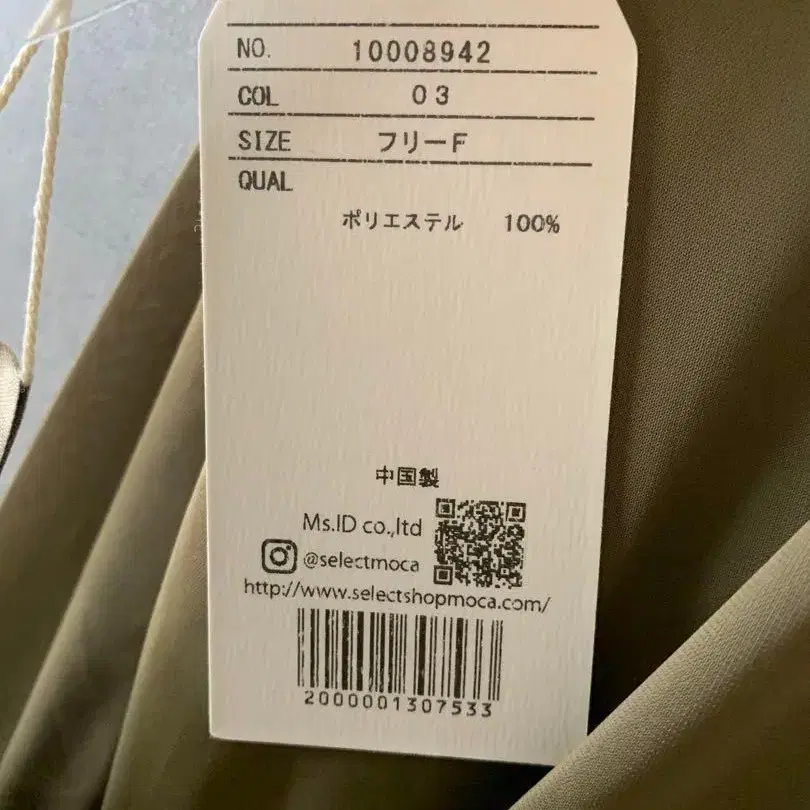 NO. 10008942
COL 03
SIZE フリーF
QUAL
ポリエステル 100%
中国製
Ms.ID co.,ltd
@selectmoca
http://www.selectshopmoca.com/
2000001307533